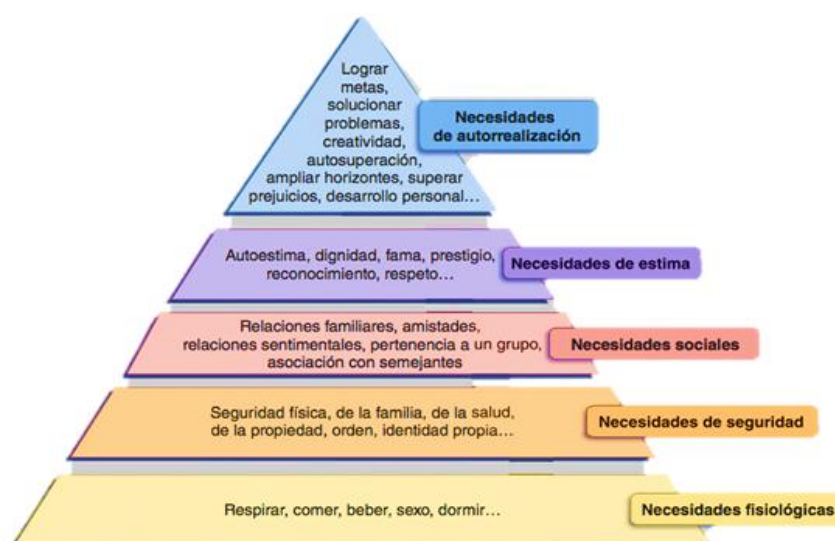 Lograr
metas,
solucionar
problemas,
creatividad,
autosuperación,
ampliar horizontes, superar
prejuicios, desarrollo personal…
Necesidades
de autorrealización
Autoestima, dignidad, fama, prestigio,
reconocimiento, respeto…
Necesidades de estima
Relaciones familiares, amistades,
relaciones sentimentales, pertenencia a un grupo,
asociación con semejantes
Necesidades sociales
Seguridad física, de la familia, de la salud,
de la propiedad, orden, identidad propia…
Necesidades de seguridad
Respirar, comer, beber, sexo, dormir…
Necesidades fisiológicas